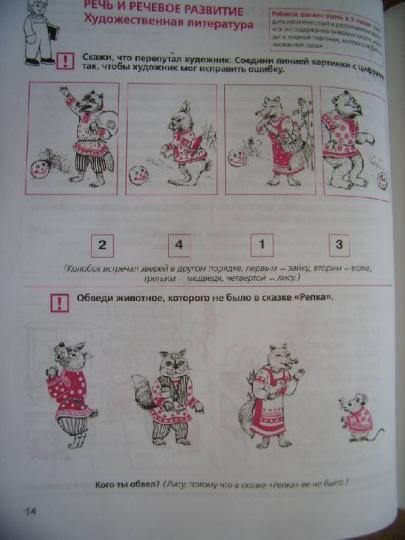 РЕЧЬ И РЕЧЕВОЕ РАЗВИТИЕ
Художественная литература
Ребенок должен уметь в 3 года:
!
Скажи, что перепутал художник. Соедини линией картинки с цифрами
так, чтобы художник мог исправить ошибку.
2 4 1 3
(Колобок встречал зверей в другом порядке: первым – зайку, вторым – волка,
третьим – медведя, четвертой – лису.)
!
Обведи животное, которого не было в сказке «Репка».
Кого ты обвел? (Лису, потому что в сказке «Репка» ее не было.)
14